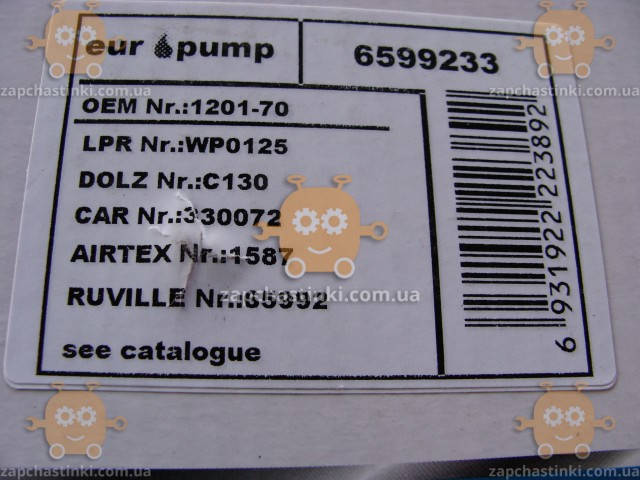 eur pump
6599233
OEM Nr.:1201-70
LPR Nr.:WP0125
DOLZ Nr.:C130
CAR Nr.:330072
AIRTEX Nr.:1587
RUVILLE Nr.:65992
see catalogue
6 931922 223892
zapchastinki.com.ua
zapchastinki.com.ua
zapchastinki.com.ua
zapchastinki.com.ua
zapchastinki.com.ua